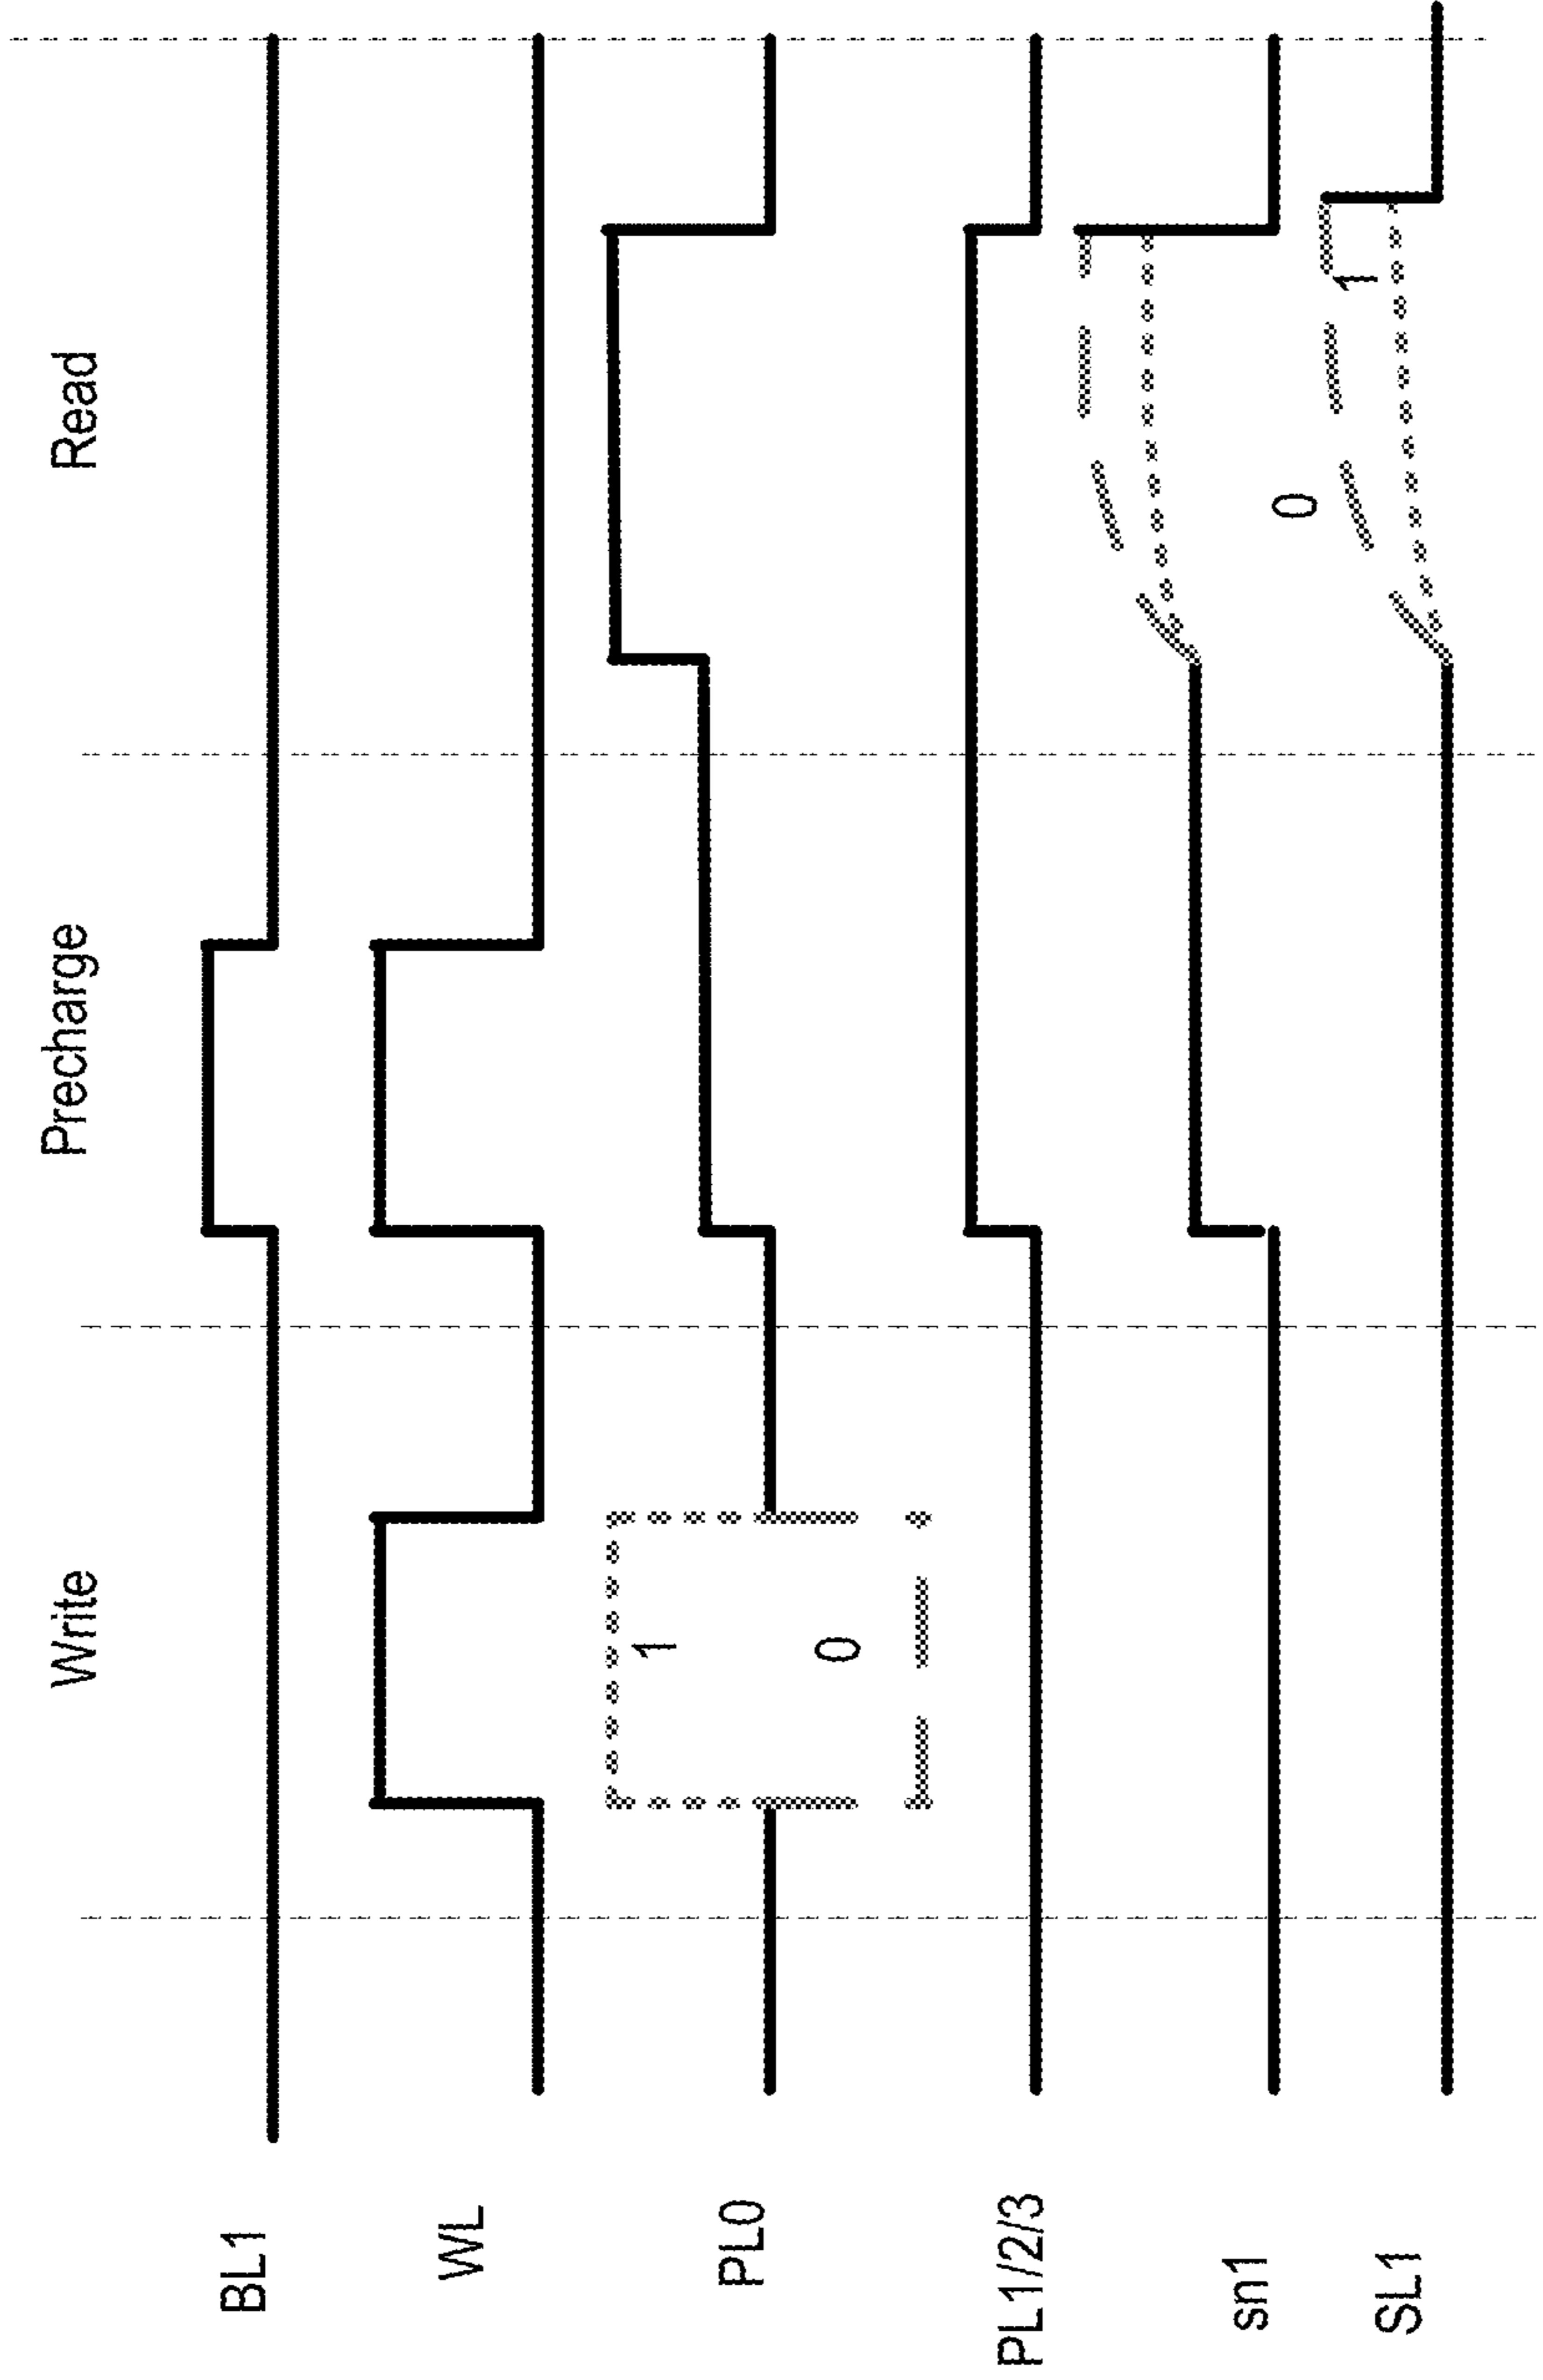 Write
Precharge
Read
BL1
WL
PL0
1
0
PL1/2/3
sn1
0
SL1
1